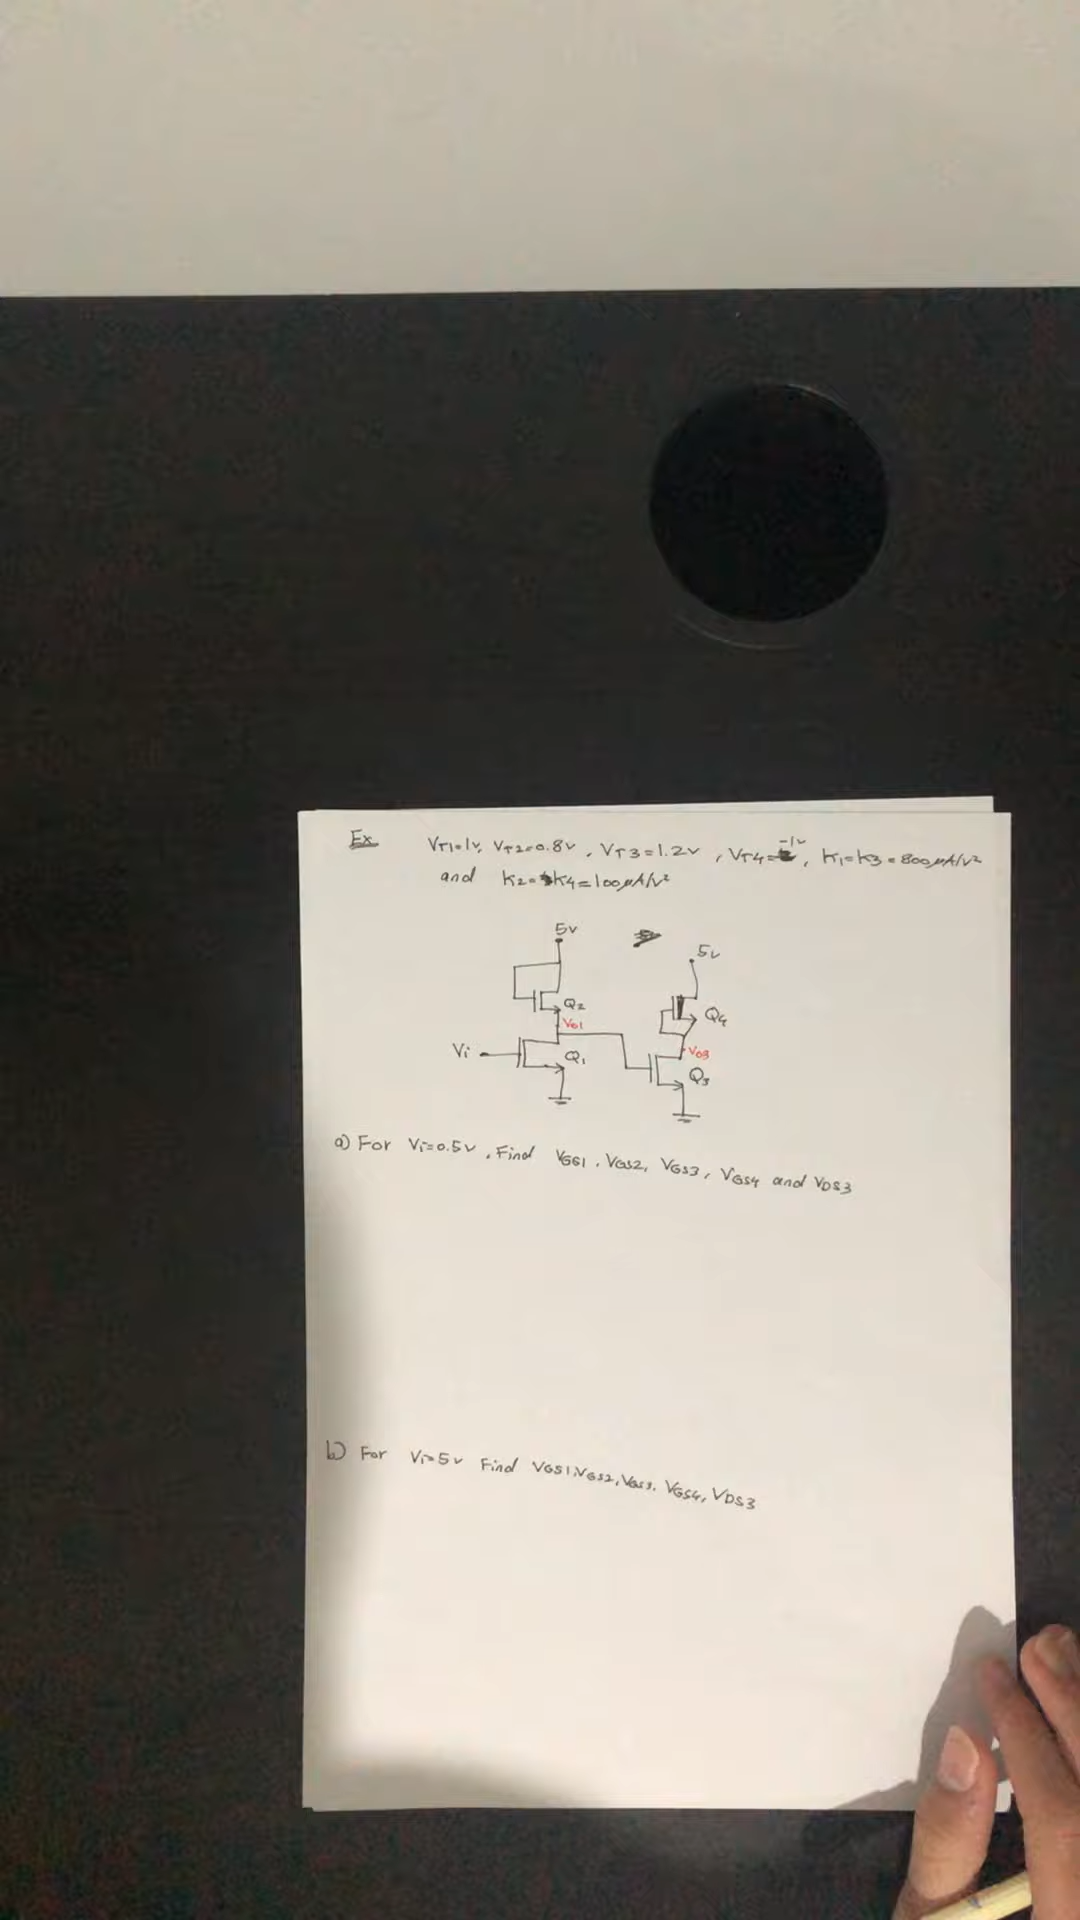 Ex VT1=1V, VT2=0.8V, VT3=1.2V, VT4=-1V, K1=K3=800μA/V²
and K2=K4=100μA/V²
5V
5V
Q2
Q4
Vo1
Vi
Q1
Vo3
Q3
a) For Vi=0.5V, Find VGS1, VGS2, VGS3, VGS4 and VDS3
b) For Vi=5V Find VGS1, VGS2, VGS3, VGS4, VDS3